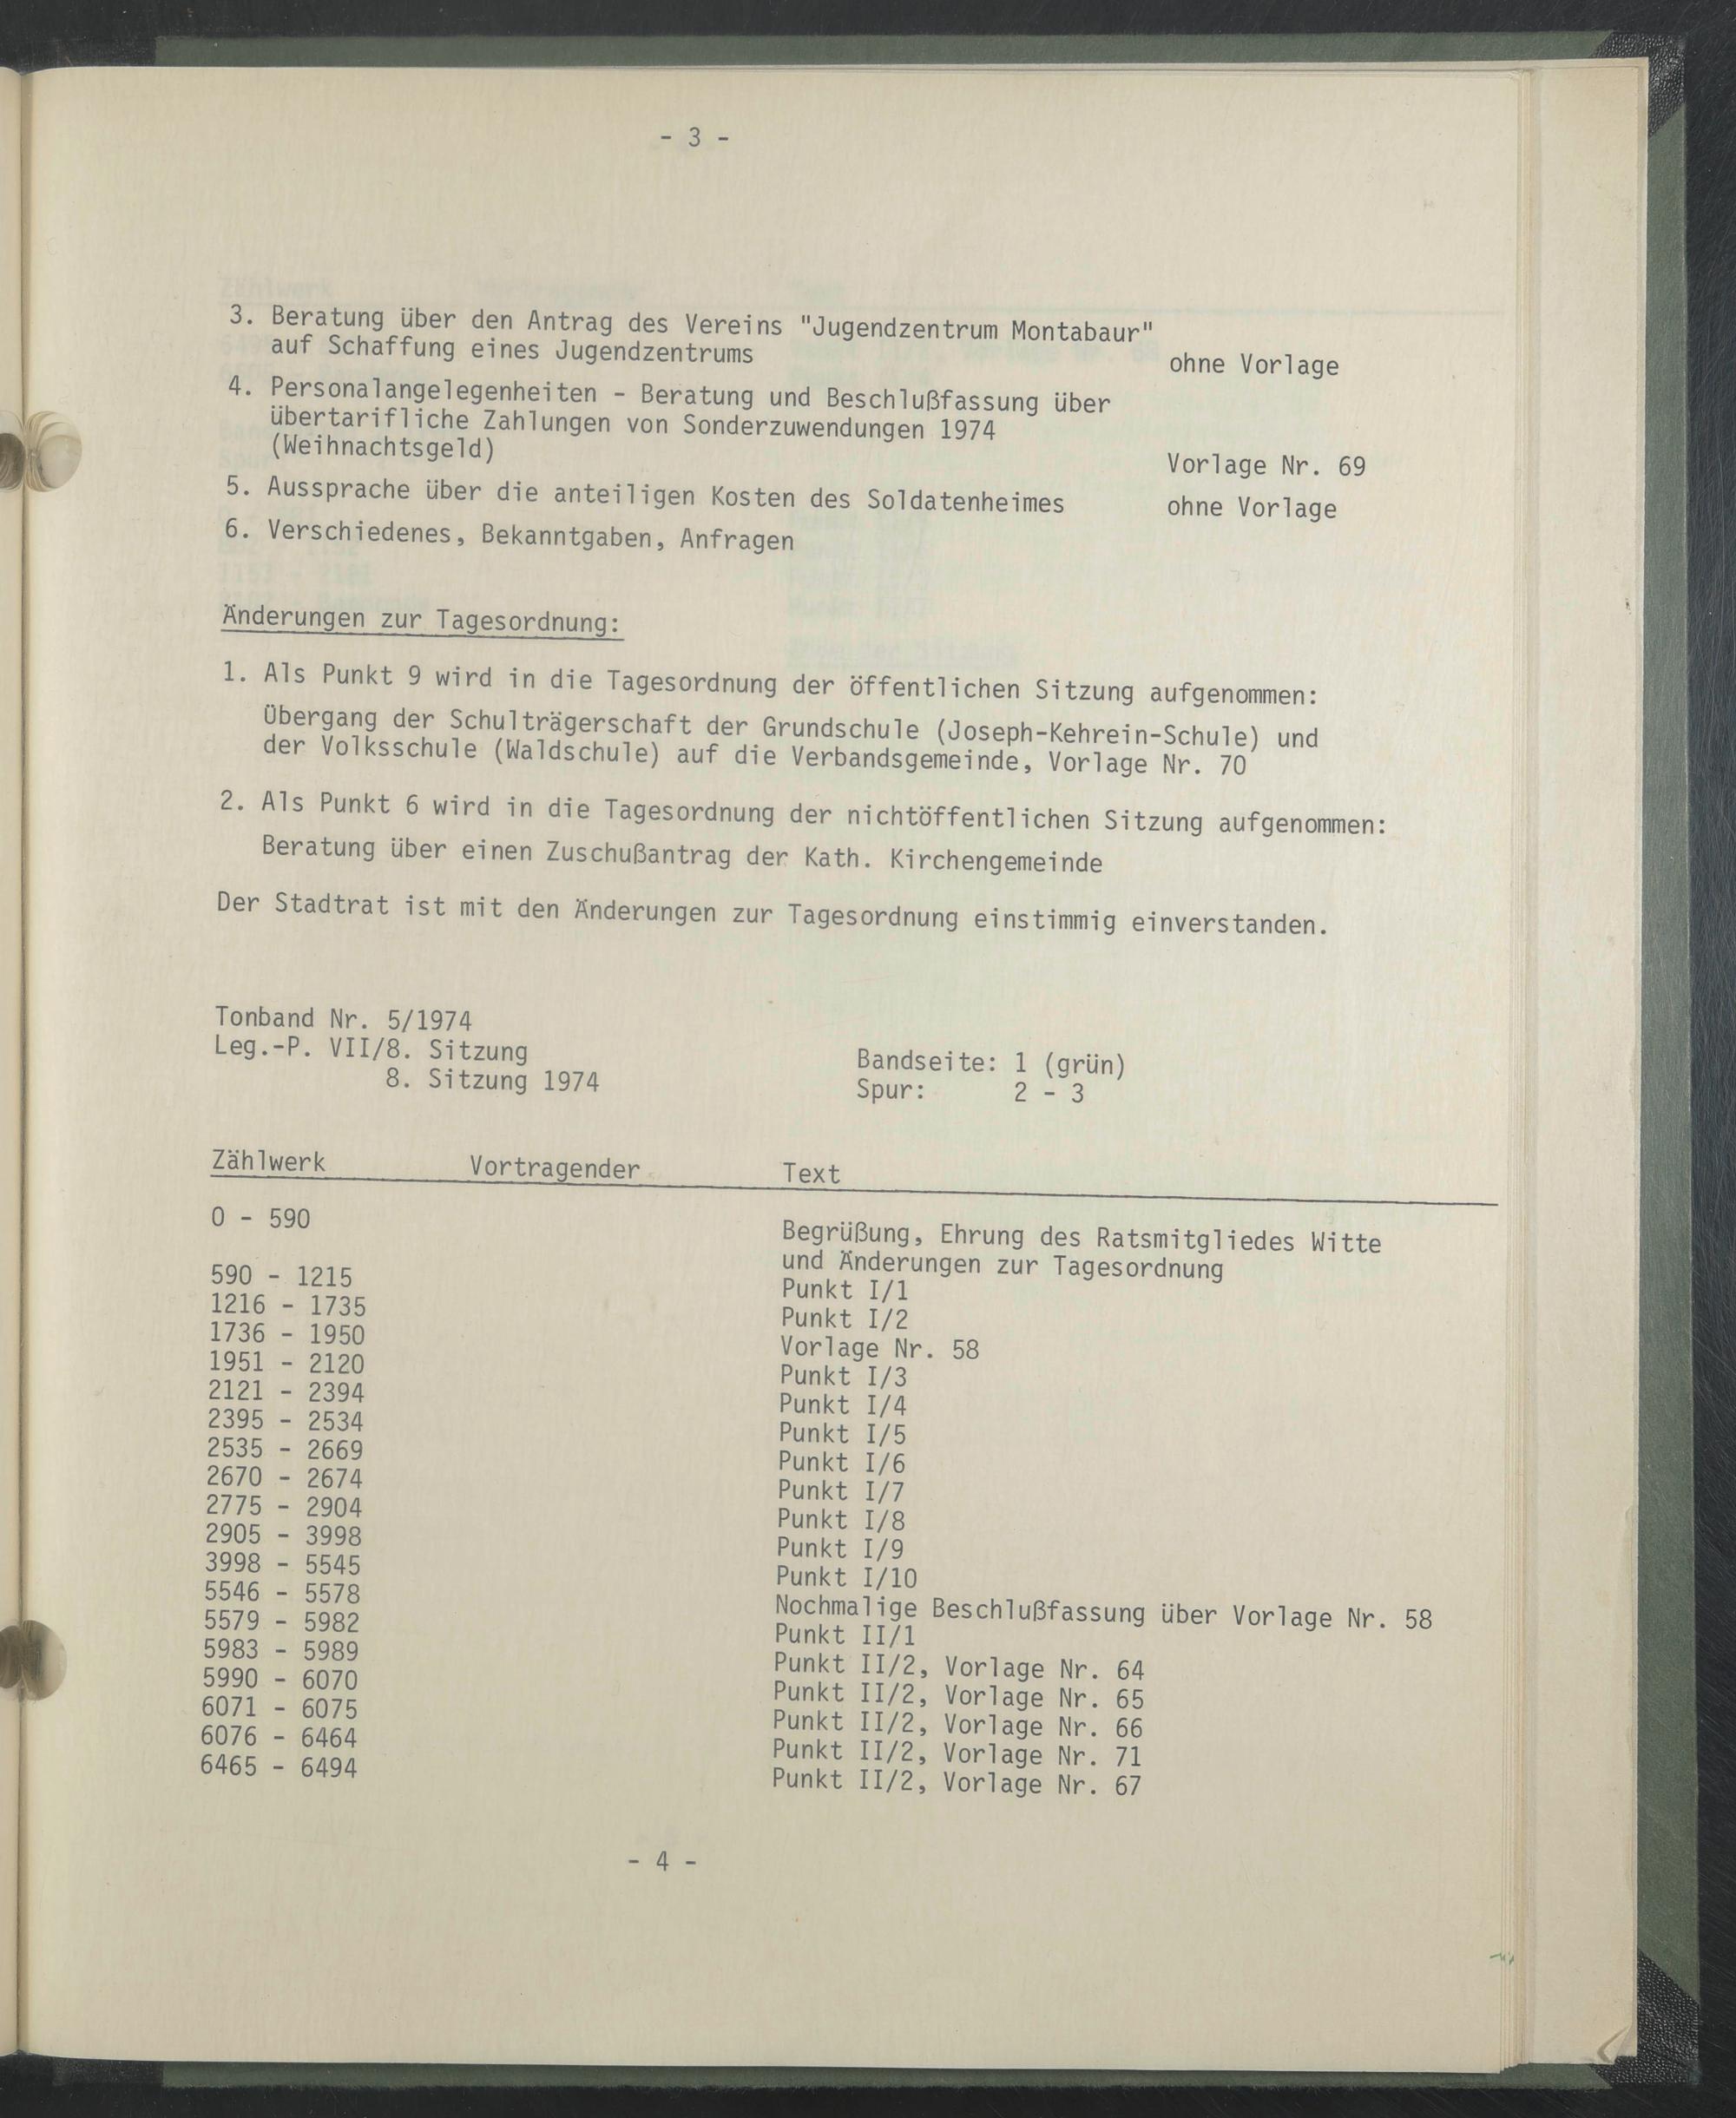 - 3 -
3. Beratung über den Antrag des Vereins "Jugendzentrum Montabaur"
auf Schaffung eines Jugendzentrums ohne Vorlage
4. Personalangelegenheiten - Beratung und Beschlußfassung über
übertarifliche Zahlungen von Sonderzuwendungen 1974
(Weihnachtsgeld) Vorlage Nr. 69
5. Aussprache über die anteiligen Kosten des Soldatenheimes ohne Vorlage
6. Verschiedenes, Bekanntgaben, Anfragen
Änderungen zur Tagesordnung:
1. Als Punkt 9 wird in die Tagesordnung der öffentlichen Sitzung aufgenommen:
Übergang der Schulträgerschaft der Grundschule (Joseph-Kehrein-Schule) und
der Volksschule (Waldschule) auf die Verbandsgemeinde, Vorlage Nr. 70
2. Als Punkt 6 wird in die Tagesordnung der nichtöffentlichen Sitzung aufgenommen:
Beratung über einen Zuschußantrag der Kath. Kirchengemeinde
Der Stadtrat ist mit den Änderungen zur Tagesordnung einstimmig einverstanden.
Tonband Nr. 5/1974
Leg.-P. VII/8. Sitzung Bandseite: 1 (grün)
8. Sitzung 1974 Spur: 2 - 3
Zählwerk Vortragender Text
0 - 590 Begrüßung, Ehrung des Ratsmitgliedes Witte
und Änderungen zur Tagesordnung
590 - 1215 Punkt I/1
1216 - 1735 Punkt I/2
1736 - 1950 Vorlage Nr. 58
1951 - 2120 Punkt I/3
2121 - 2394 Punkt I/4
2395 - 2534 Punkt I/5
2535 - 2669 Punkt I/6
2670 - 2674 Punkt I/7
2775 - 2904 Punkt I/8
2905 - 3998 Punkt I/9
3998 - 5545 Punkt I/10
5546 - 5578 Nochmalige Beschlußfassung über Vorlage Nr. 58
5579 - 5982 Punkt II/1
5983 - 5989 Punkt II/2, Vorlage Nr. 64
5990 - 6070 Punkt II/2, Vorlage Nr. 65
6071 - 6075 Punkt II/2, Vorlage Nr. 66
6076 - 6464 Punkt II/2, Vorlage Nr. 71
6465 - 6494 Punkt II/2, Vorlage Nr. 67
- 4 -